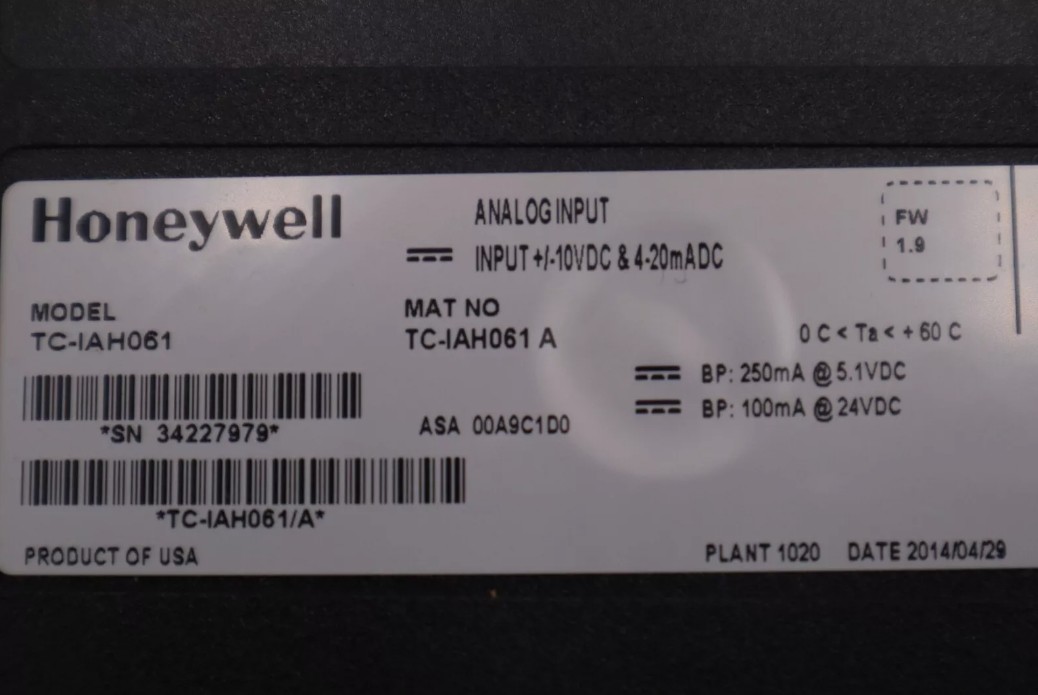 Honeywell
ANALOG INPUT
INPUT +/-10VDC & 4-20mADC
FW
1.9
MODEL
TC-IAH061
MAT NO
TC-IAH061 A
0 C < Ta < + 60 C
BP: 250mA @ 5.1VDC
BP: 100mA @ 24VDC
*SN 34227979*
ASA 00A9C1D0
*TC-IAH061/A*
PRODUCT OF USA
PLANT 1020 DATE 2014/04/29